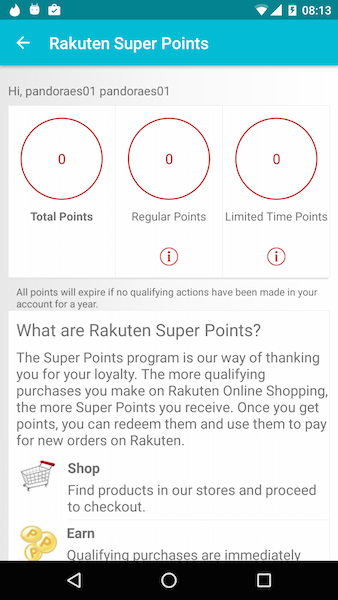 08:13
Rakuten Super Points
Hi, pandoraes01 pandoraes01
0 0 0
Total Points Regular Points Limited Time Points
All points will expire if no qualifying actions have been made in your
account for a year.
What are Rakuten Super Points?
The Super Points program is our way of thanking
you for your loyalty. The more qualifying
purchases you make on Rakuten Online Shopping,
the more Super Points you receive. Once you get
points, you can redeem them and use them to pay
for new orders on Rakuten.
Shop
Find products in our stores and proceed
to checkout.
Earn
Qualifying purchases are immediately